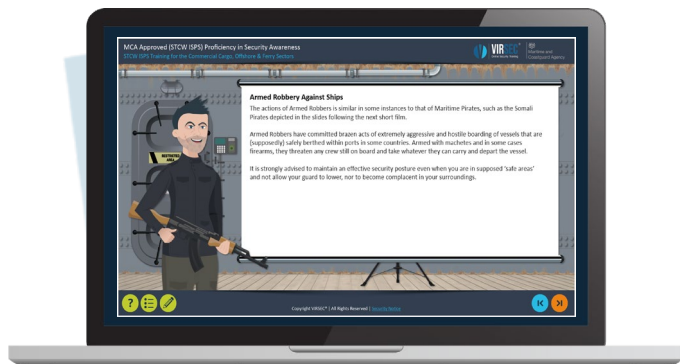 MCA Approved (STCW ISPS) Proficiency in Security Awareness
STCW ISPS Training for the Commercial Cargo, Offshore & Ferry Sectors
VIRSEC
Maritime and
Coastguard Agency
RESTRICTED
AREA
Armed Robbery Against Ships
The actions of Armed Robbers is similar in some instances to that of Maritime Pirates, such as the Somali
Pirates depicted in the slides following the next short film.
Armed Robbers have committed brazen acts of extremely aggressive and hostile boarding of vessels that are
(supposedly) safely berthed within ports in some countries. Armed with machetes and in some cases
firearms, they threaten any crew still on board and take whatever they can carry and depart the vessel.
It is strongly advised to maintain an effective security posture even when you are in supposed 'safe areas'
and not allow your guard to lower, nor to become complacent in your surroundings.
?
Copyright VIRSEC® | All Rights Reserved | Security Notice